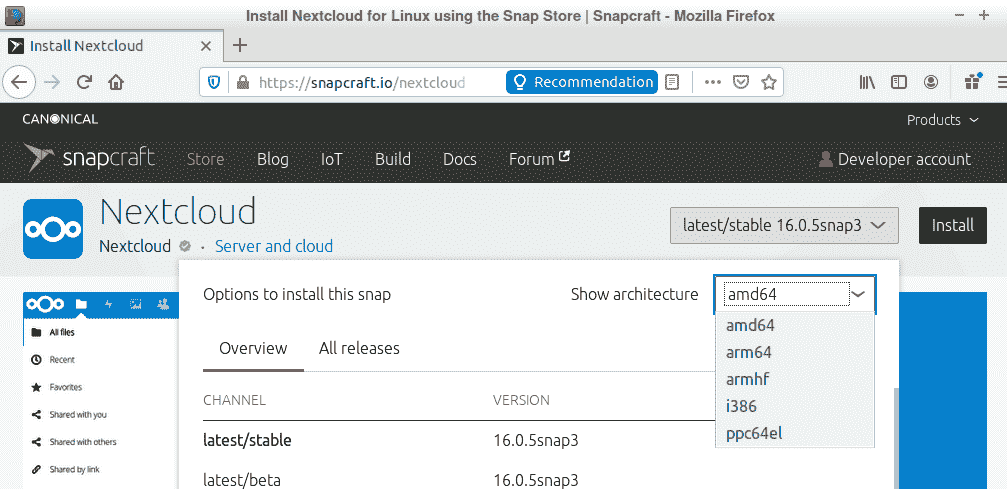 Install Nextcloud for Linux using the Snap Store | Snapcraft - Mozilla Firefox
Install Nextcloud
https://snapcraft.io/nextcloud Recommendation
CANONICAL Products
snapcraft Store Blog IoT Build Docs Forum Developer account
Nextcloud
Nextcloud · Server and cloud
latest/stable 16.0.5snap3 Install
Options to install this snap Show architecture amd64
amd64
arm64
armhf
i386
ppc64el
Overview All releases
CHANNEL VERSION
latest/stable 16.0.5snap3
latest/beta 16.0.5snap3
All files
Recent
Favorites
Shared with you
Shared with others
Shared by link